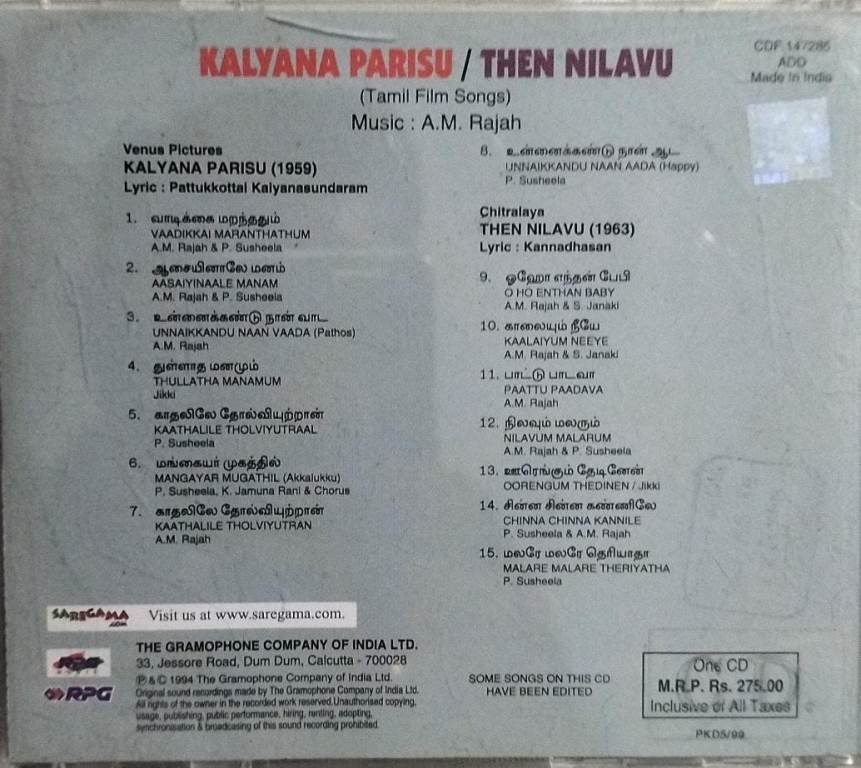 KALYANA PARISU / THEN NILAVU
CDF 147286
ADD
Made in India
(Tamil Film Songs)
Music : A.M. Rajah
Venus Pictures
KALYANA PARISU (1959)
Lyric : Pattukkottai Kalyanasundaram
1. வாடிக்கை மறந்ததும்
VAADIKKAI MARANTHATHUM
A.M. Rajah & P. Susheela
2. ஆசையினாலே மனம்
AASAIYINAALE MANAM
A.M. Rajah & P. Susheela
3. உன்னைக்கண்டு நான் வாட
UNNAIKKANDU NAAN VAADA (Pathos)
A.M. Rajah
4. துள்ளாத மனமும்
THULLATHA MANAMUM
Jikki
5. காதலிலே தோல்வியுற்றாள்
KAATHALILE THOLVIYUTRAAL
P. Susheela
6. மங்கையர் முகத்தில்
MANGAYAR MUGATHIL (Akkalukku)
P. Susheela, K. Jamuna Rani & Chorus
7. காதலிலே தோல்வியுற்றான்
KAATHALILE THOLVIYUTRAN
A.M. Rajah
8. உன்னைக்கண்டு நான் ஆட
UNNAIKKANDU NAAN AADA (Happy)
P. Susheela
Chitralaya
THEN NILAVU (1963)
Lyric : Kannadhasan
9. ஓஹோ எந்தன் பேபி
O HO ENTHAN BABY
A.M. Rajah & S. Janaki
10. காலையும் நீயே
KAALAIYUM NEEYE
A.M. Rajah & S. Janaki
11. பாட்டு பாடவா
PAATTU PAADAVA
A.M. Rajah
12. நிலவும் மலரும்
NILAVUM MALARUM
A.M. Rajah & P. Susheela
13. ஊரெங்கும் தேடினேன்
OORENGUM THEDINEN / Jikki
14. சின்ன சின்ன கண்ணிலே
CHINNA CHINNA KANNILE
P. Susheela & A.M. Rajah
15. மலரே மலரே தெரியாதா
MALARE MALARE THERIYATHA
P. Susheela
SAREGAMA.COM Visit us at www.saregama.com.
RPG
THE GRAMOPHONE COMPANY OF INDIA LTD.
33, Jessore Road, Dum Dum, Calcutta - 700028
℗ & © 1994 The Gramophone Company of India Ltd.
Original sound recordings made by The Gramophone Company of India Ltd.
All rights of the owner in the recorded work reserved.Unauthorised copying,
usage, publishing, public performance, hiring, renting, adopting,
synchronisation & broadcasing of this sound recording prohibited.
SOME SONGS ON THIS CD
HAVE BEEN EDITED
One CD
M.R.P. Rs. 275.00
Inclusive of All Taxes
PKD5/99